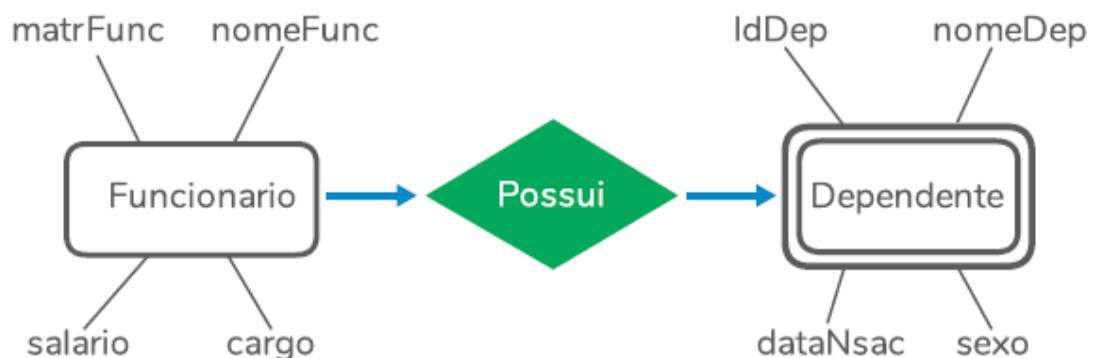 matrFunc nomeFunc IdDep nomeDep
Funcionario Possui Dependente
salario cargo dataNsac sexo